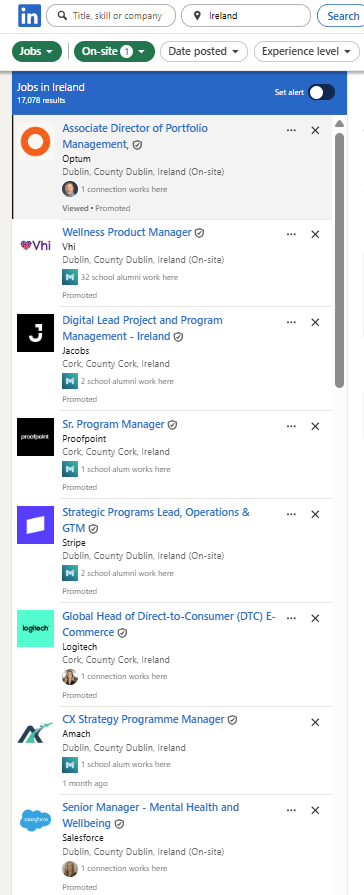 in
Title, skill or company
Ireland
Search
Jobs
On-site 1
Date posted
Experience level
Jobs in Ireland
17,078 results
Set alert
Associate Director of Portfolio
Management,
Optum
Dublin, County Dublin, Ireland (On-site)
1 connection works here
Viewed • Promoted
Vhi
Wellness Product Manager
Vhi
Dublin, County Dublin, Ireland (On-site)
32 school alumni work here
Promoted
J
Digital Lead Project and Program
Management - Ireland
Jacobs
Cork, County Cork, Ireland
2 school alumni work here
Promoted
proofpoint
Sr. Program Manager
Proofpoint
Cork, County Cork, Ireland
1 school alum works here
Promoted
Strategic Programs Lead, Operations &
GTM
Stripe
Dublin, County Dublin, Ireland (On-site)
2 school alumni work here
Promoted
logitech
Global Head of Direct-to-Consumer (DTC) E-
Commerce
Logitech
Cork, County Cork, Ireland
1 connection works here
Promoted
CX Strategy Programme Manager
Amach
Dublin, County Dublin, Ireland
1 school alum works here
1 month ago
salesforce
Senior Manager - Mental Health and
Wellbeing
Salesforce
Dublin, County Dublin, Ireland (On-site)
1 connection works here
Promoted